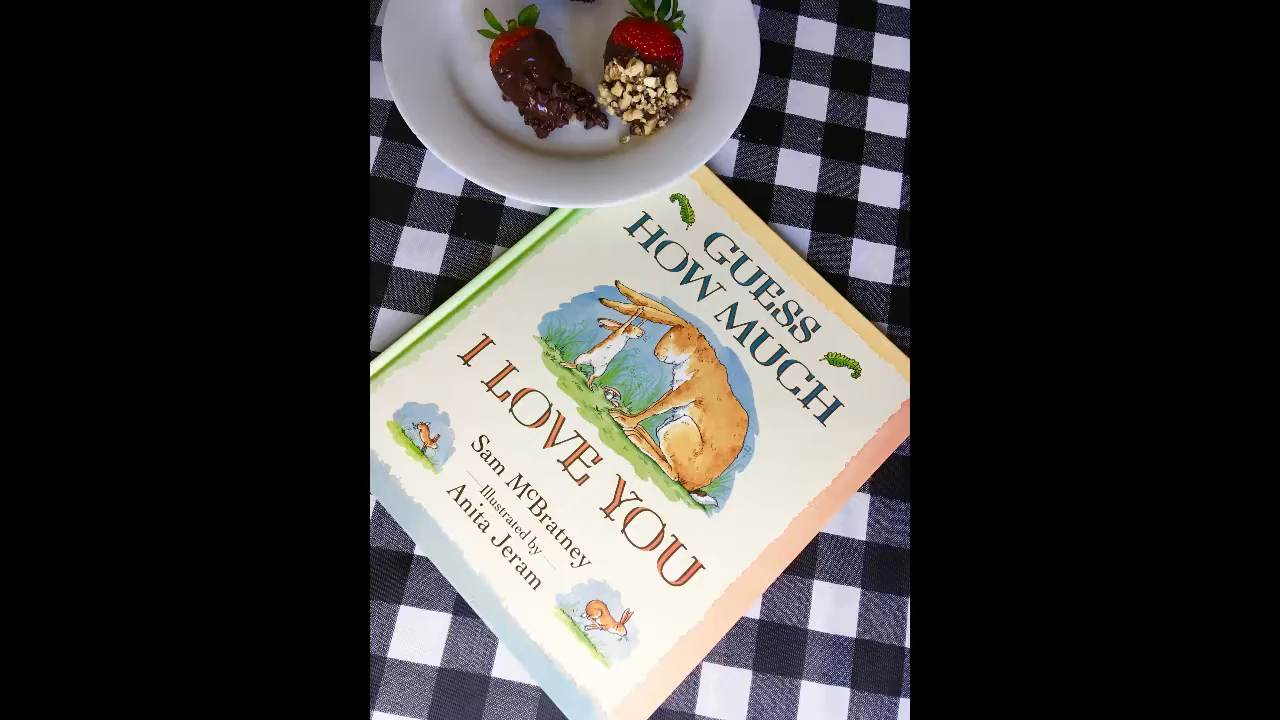 GUESS
HOW MUCH
I LOVE YOU
Sam McBratney
Illustrated by
Anita Jeram